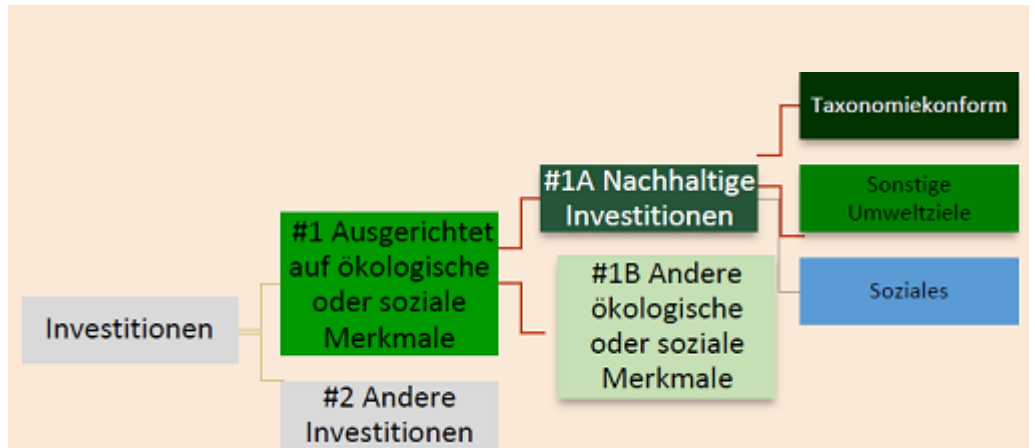 Investitionen
#1 Ausgerichtet
auf ökologische
oder soziale
Merkmale
#2 Andere
Investitionen
#1A Nachhaltige
Investitionen
#1B Andere
ökologische
oder soziale
Merkmale
Taxonomiekonform
Sonstige
Umweltziele
Soziales